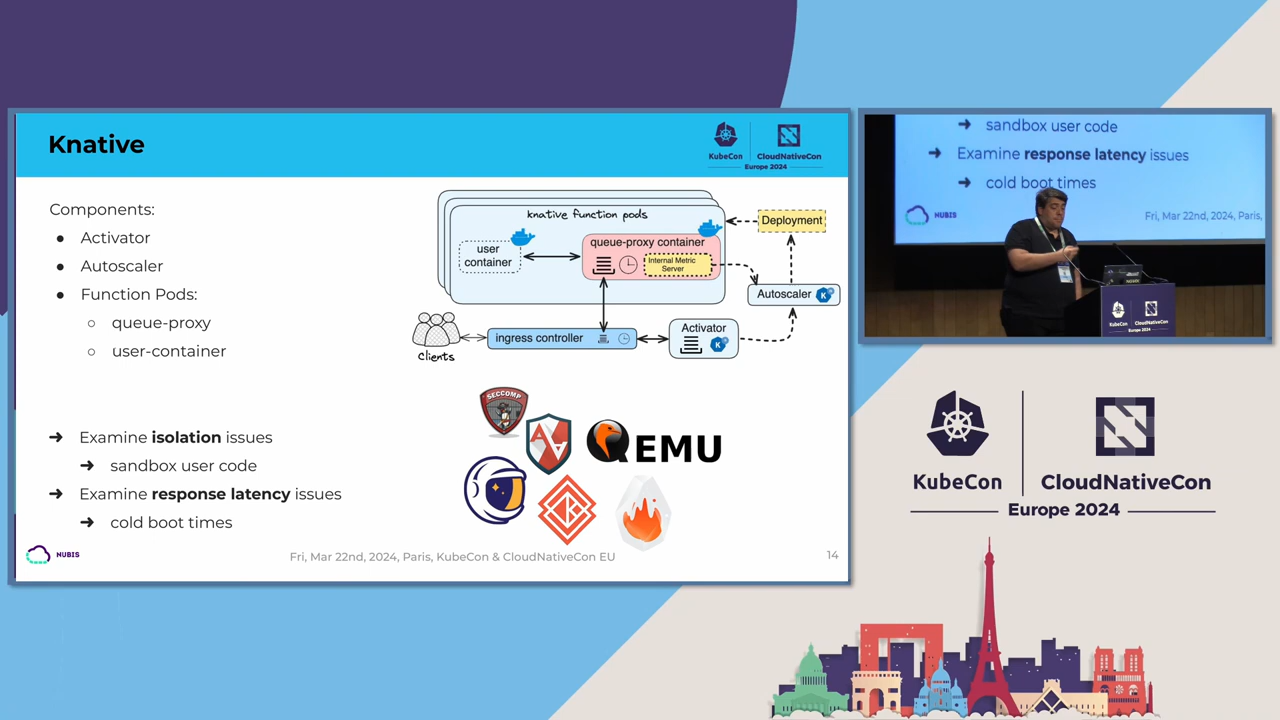 Knative
KubeCon
CloudNativeCon
Europe 2024
Components:
● Activator
● Autoscaler
● Function Pods:
○ queue-proxy
○ user-container
➔ Examine isolation issues
➔ sandbox user code
➔ Examine response latency issues
➔ cold boot times
knative function pods
user
container
queue-proxy container
Internal Metric
Server
Deployment
Autoscaler
Activator
ingress controller
Clients
SECCOMP
QEMU
NUBIS
Fri, Mar 22nd, 2024, Paris, KubeCon & CloudNativeCon EU
14
➔ sandbox user code
➔ Examine response latency issues
➔ cold boot times
NUBIS
Fri, Mar 22nd, 2024, Paris,
KubeCon
CloudNativeCon
Europe 2024
KubeCon
CloudNativeCon
Europe 2024